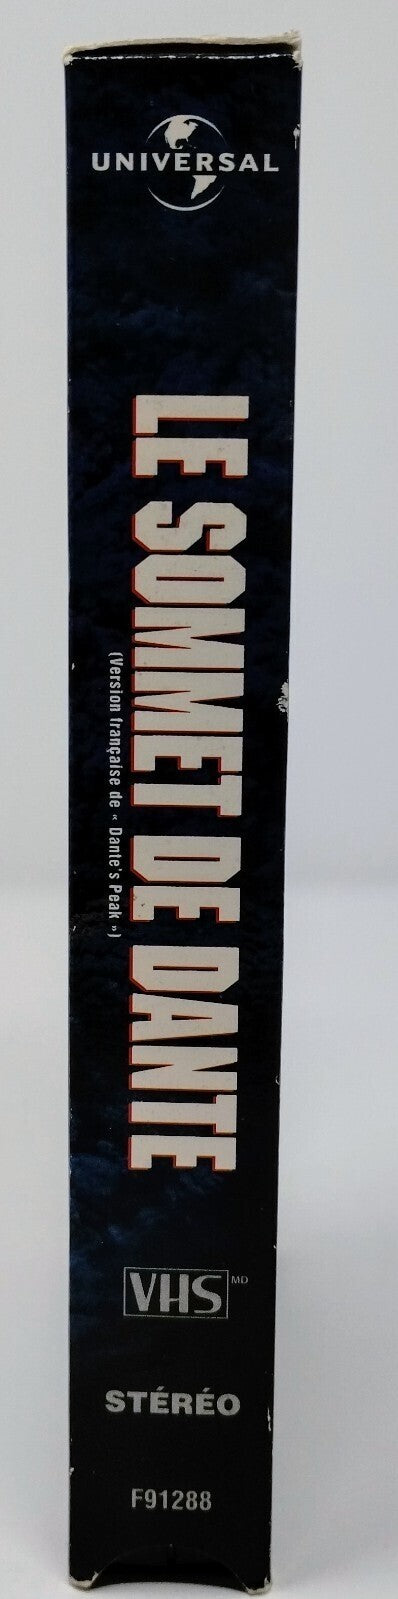 UNIVERSAL
LE SOMMET DE DANTE
(Version française de « Dante's Peak »)
VHS MD
STÉRÉO
F91288